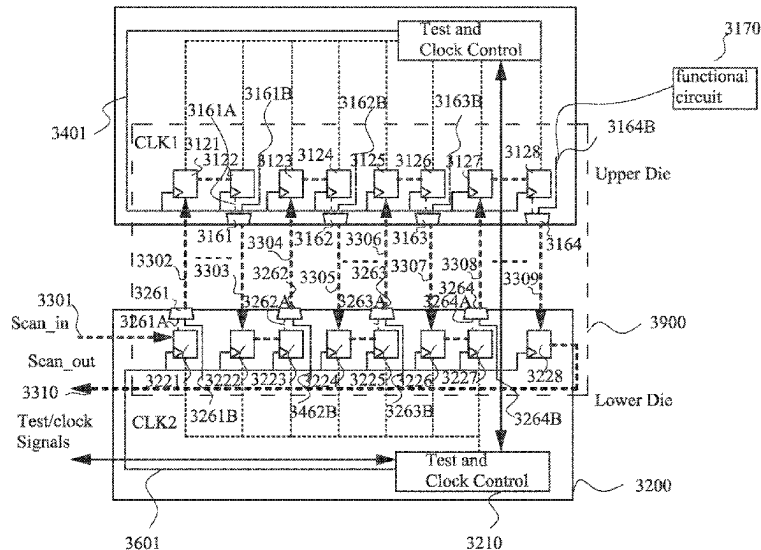 Test and
Clock Control
3170
functional
circuit
3161B
3161A
3162B
3163B
3164B
3401
CLK1
3121
3122
3123
3124
3125
3126
3127
3128
Upper Die
3161
3162
3163
3164
3302
3303
3304
3305
3306
3307
3308
3309
3261
3262
3263
3264
3301
Scan_in
3261A
3262A
3263A
3264A
3900
Scan_out
3310
3221
3222
3223
3224
3225
3226
3227
3228
3261B
3462B
3263B
3264B
Lower Die
CLK2
Test/clock
Signals
Test and
Clock Control
3200
3601
3210